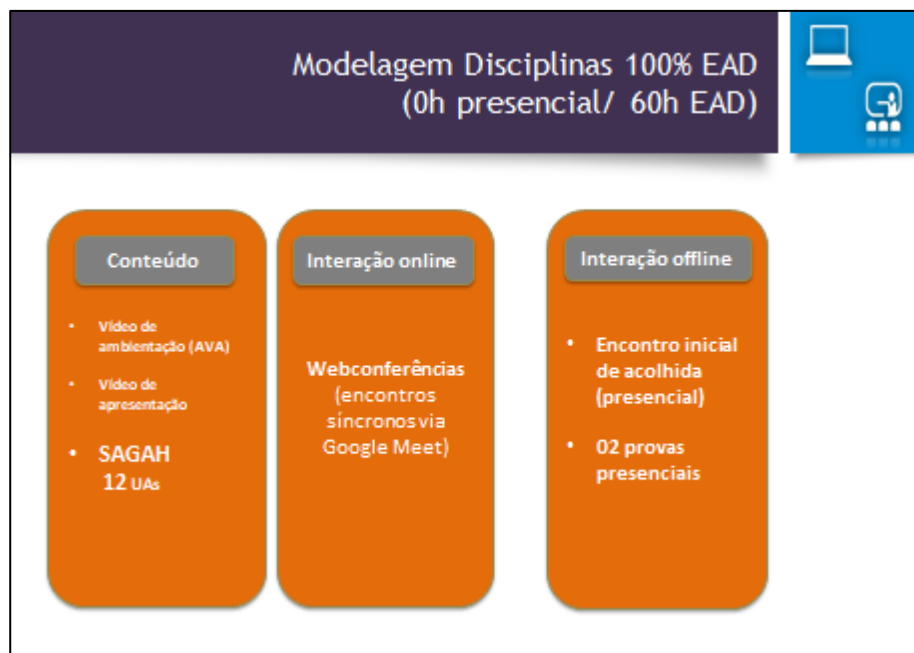 Modelagem Disciplinas 100% EAD
(0h presencial/ 60h EAD)
Conteúdo
• Vídeo de
ambientação (AVA)
• Vídeo de
apresentação
• SAGAH
12 UAs
Interação online
Webconferências
(encontros
síncronos via
Google Meet)
Interação offline
• Encontro inicial
de acolhida
(presencial)
• 02 provas
presenciais